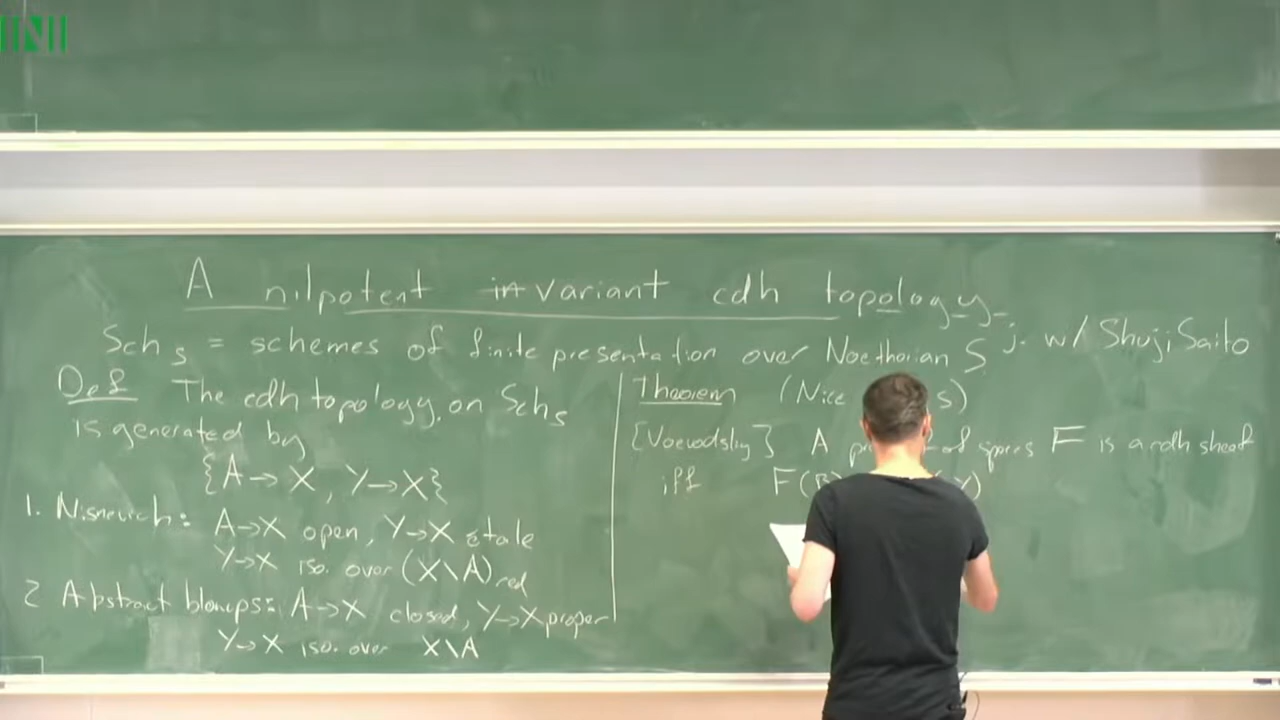 INI
A nilpotent invariant cdh topology
j. w/ Shuji Saito
Sch_S = schemes of finite presentation over Noetherian S
Def The cdh topology on Sch_S
is generated by
{A→X, Y→X}
1. Nisnevich: A→X open, Y→X étale
Y→X iso. over (X\A)_red
2 Abstract blowups: A→X closed, Y→X proper
Y→X iso. over X\A
Theorem (Nice
[Voevodsky] A of spaces F is a cdh sheaf
iff F(